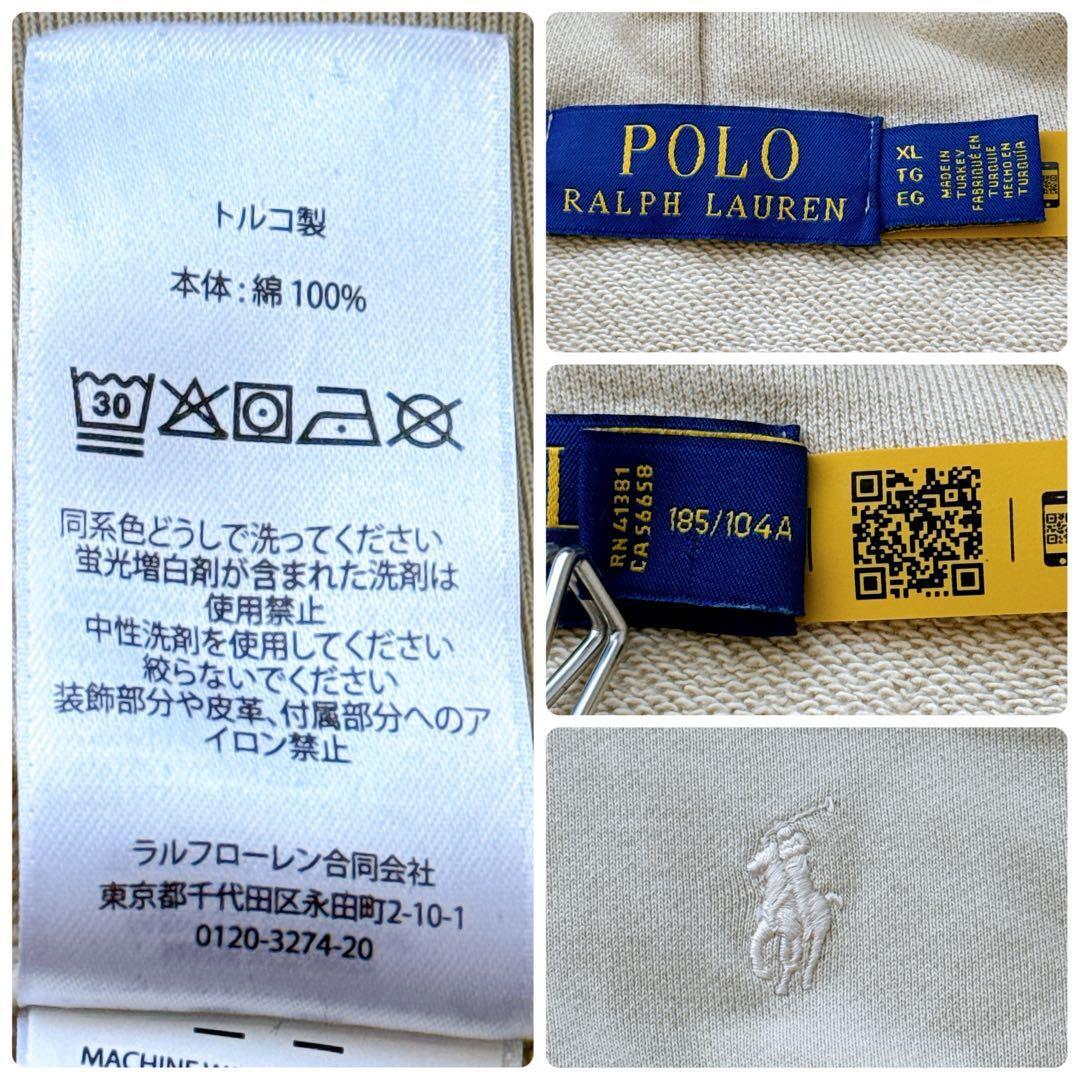 トルコ製
本体 : 綿 100%
30
同系色どうしで洗ってください
蛍光増白剤が含まれた洗剤は
使用禁止
中性洗剤を使用してください
絞らないでください
装飾部分や皮革、付属部分へのア
イロン禁止
ラルフローレン合同会社
東京都千代田区永田町2-10-1
0120-3274-20
MACHINE
POLO
RALPH LAUREN
XL
TG
EG
MADE IN
TURKEY
FABRIQUÉ EN
TURQUIE
HECHO EN
TURQUÍA
RN41381
CA56658
185/104A